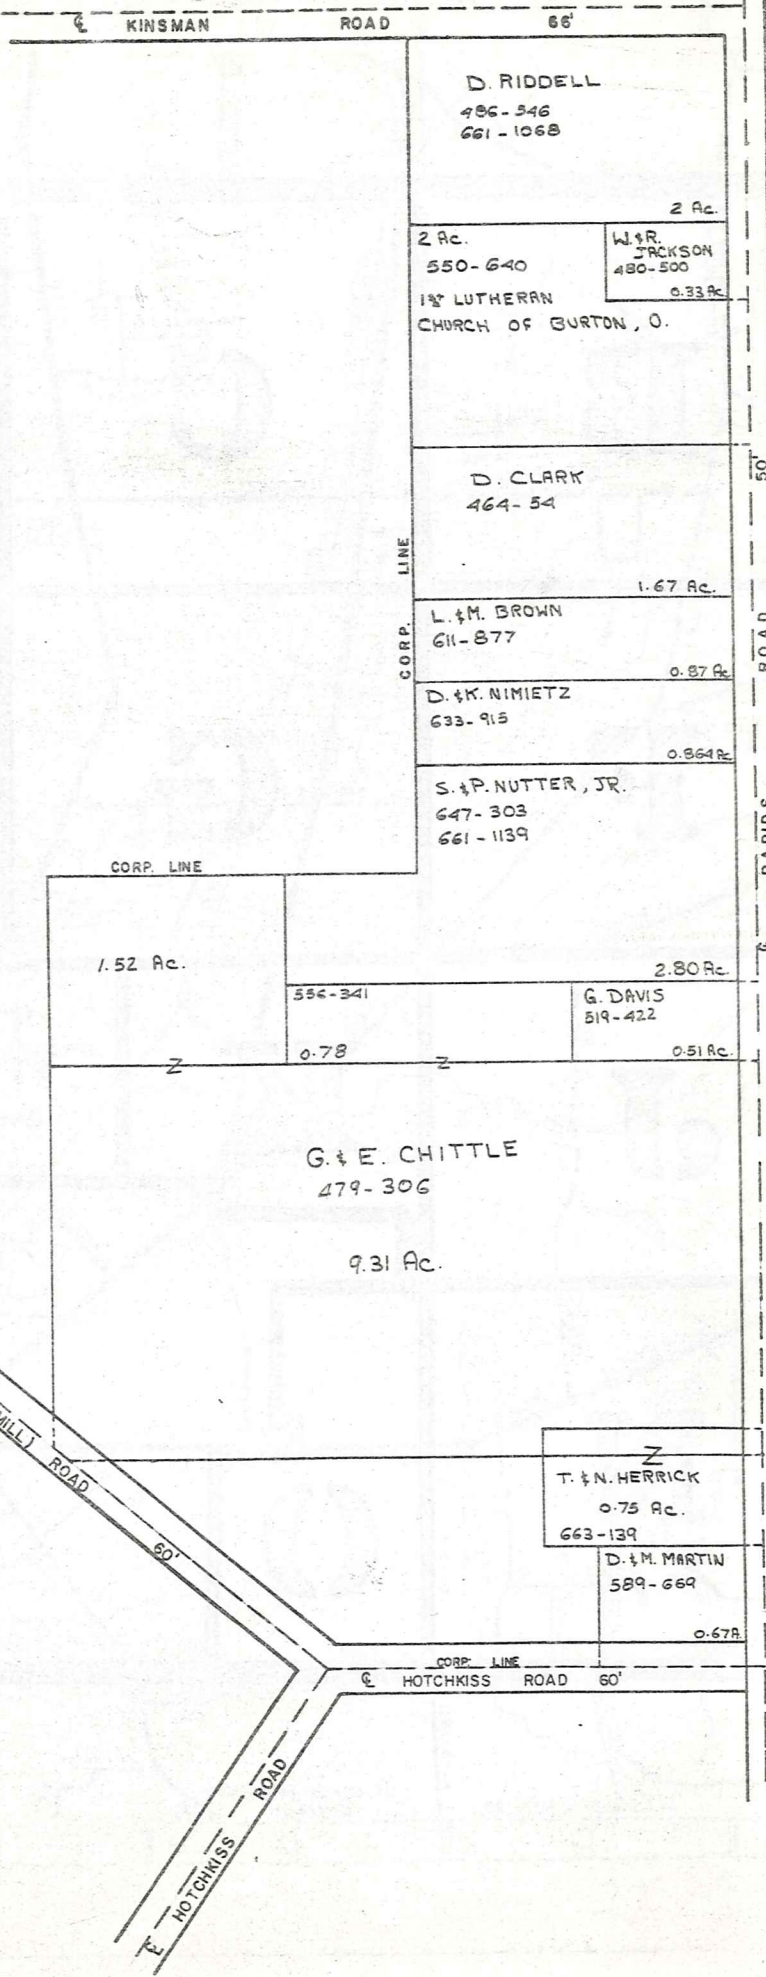 ℄ KINSMAN ROAD 66'
D. RIDDELL
486-546
661-1068
2 Ac.
2 Ac.
550-640
1ST LUTHERAN
CHURCH OF BURTON, O.
W. & R.
JACKSON
480-500
0.33 Ac.
50'
D. CLARK
464-54
1.67 Ac.
CORP. LINE
L. & M. BROWN
611-877
0.87 Ac
D. & K. NIMIETZ
633-915
0.864 Ac
S. & P. NUTTER, JR.
647-303
661-1139
2.80 Ac.
℄ RAPIDS ROAD
CORP. LINE
1.52 Ac.
556-341
0.78
G. DAVIS
519-422
0.51 Ac.
Z
Z
G. & E. CHITTLE
479-306
9.31 Ac.
MILL) ROAD 60'
Z
T. & N. HERRICK
0.75 Ac.
663-139
D. & M. MARTIN
589-669
0.67A.
CORP. LINE
℄ HOTCHKISS ROAD 60'
℄ HOTCHKISS ROAD